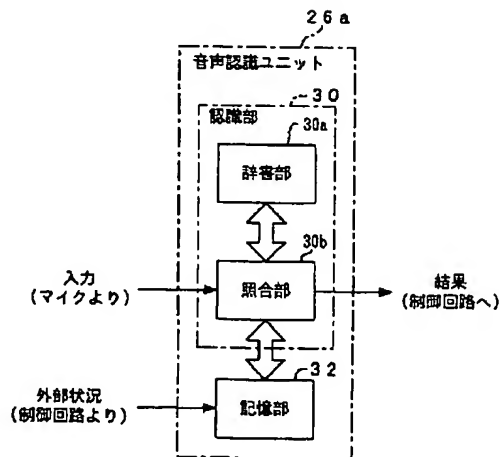 26a
音声認識ユニット
30
認識部
30a
辞書部
30b
入力
(マイクより)
照合部
結果
(制御回路へ)
32
外部状況
(制御回路より)
記憶部